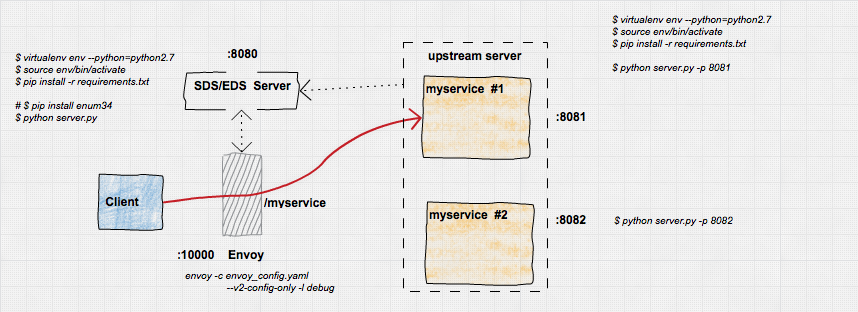 $ virtualenv env --python=python2.7
$ source env/bin/activate
$ pip install -r requirements.txt
# $ pip install enum34
$ python server.py
:8080
SDS/EDS Server
upstream server
myservice #1
:8081
$ virtualenv env --python=python2.7
$ source env/bin/activate
$ pip install -r requirements.txt
$ python server.py -p 8081
Client
/myservice
myservice #2
:8082
$ python server.py -p 8082
:10000 Envoy
envoy -c envoy_config.yaml
--v2-config-only -l debug